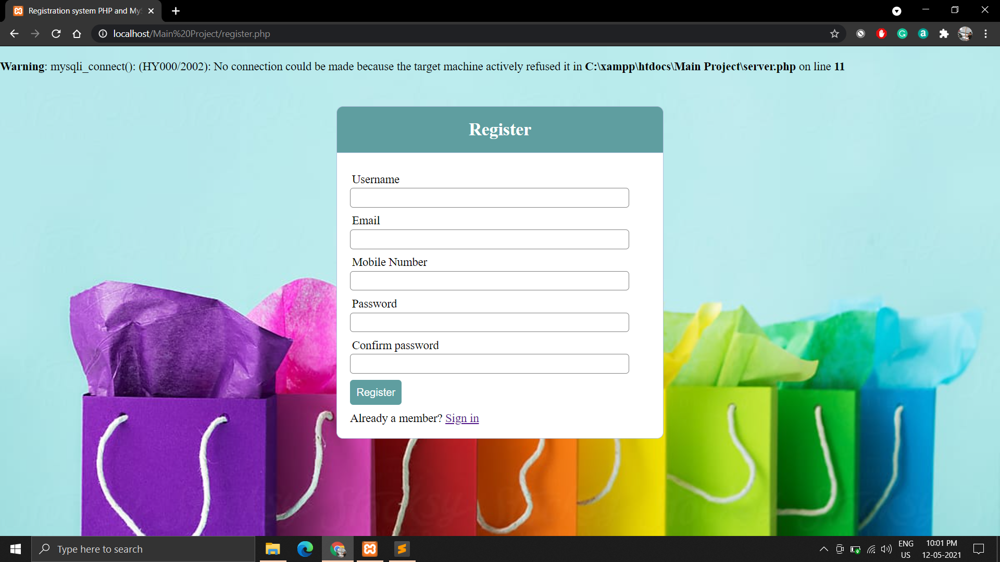 Registration system PHP and My
localhost/Main%20Project/register.php
Warning: mysqli_connect(): (HY000/2002): No connection could be made because the target machine actively refused it in C:\xampp\htdocs\Main Project\server.php on line 11
Register
Username
Email
Mobile Number
Password
Confirm password
Register
Already a member? Sign in
Type here to search
ENG
US
10:01 PM
12-05-2021